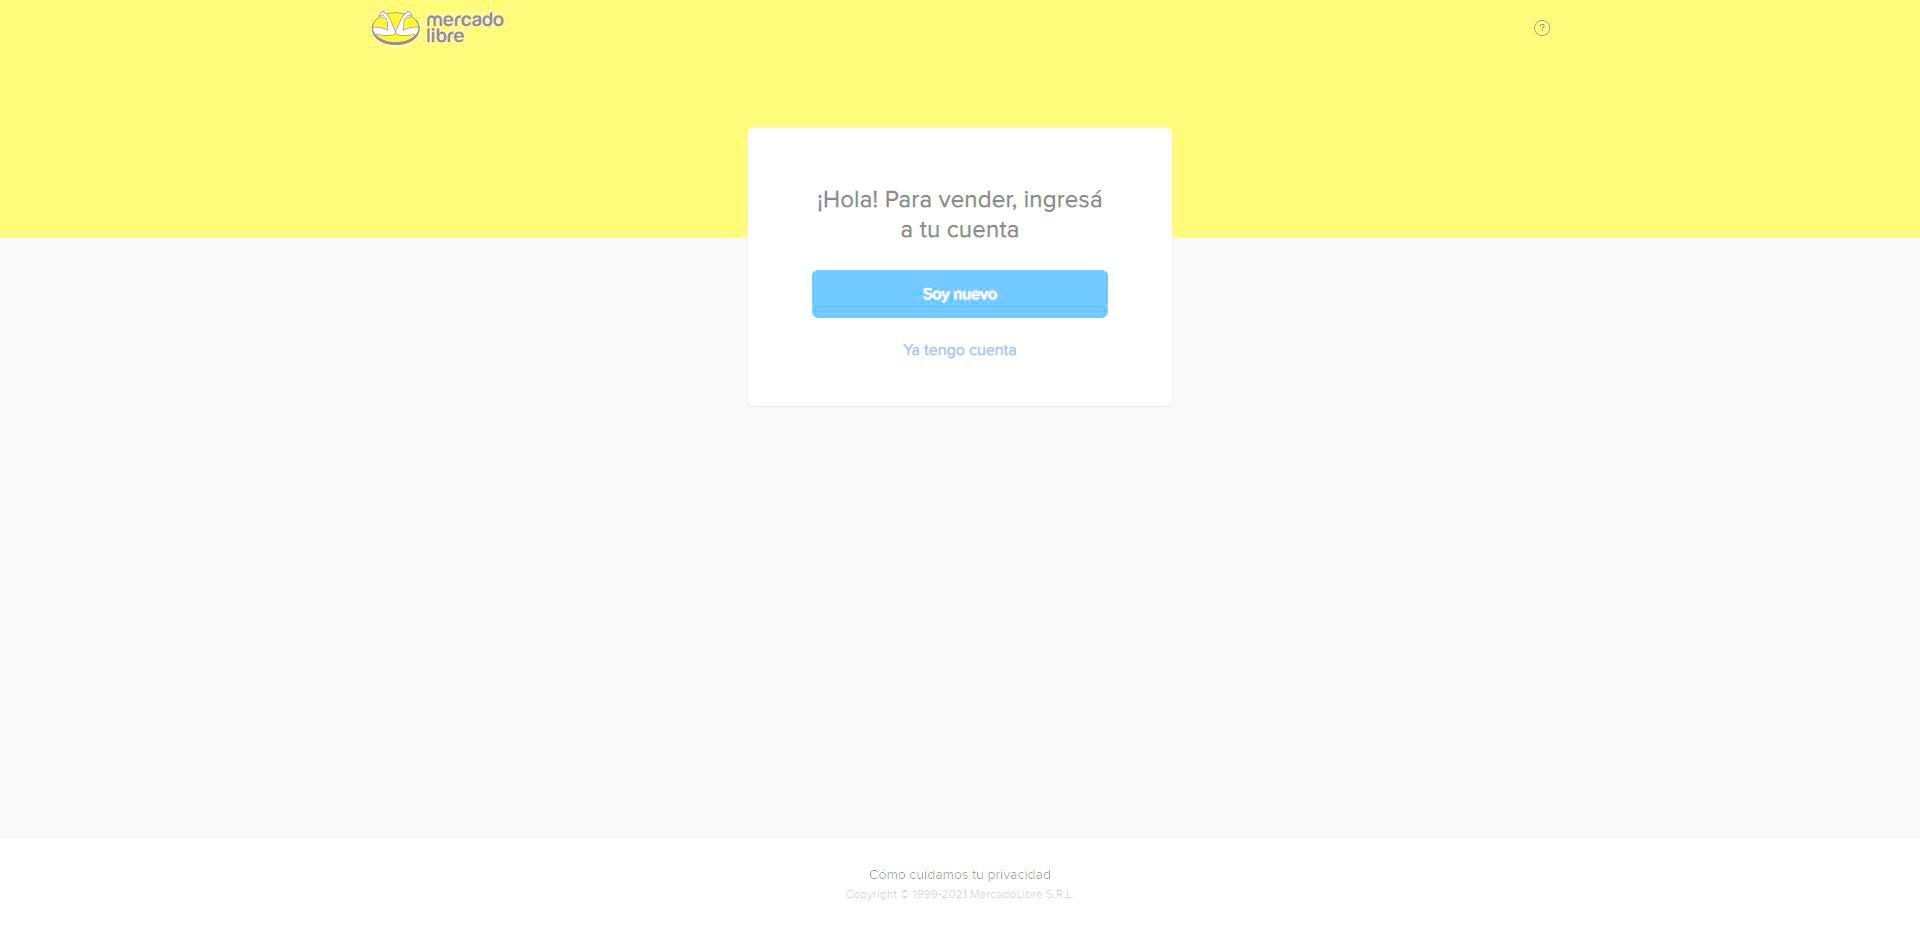 mercado
libre
?
¡Hola! Para vender, ingresá
a tu cuenta
Soy nuevo
Ya tengo cuenta
Cómo cuidamos tu privacidad
Copyright © 1999-2021 MercadoLibre S.R.L.